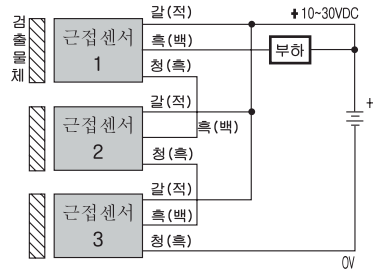 검출물체
근접센서
1
갈(적)
흑(백)
청(흑)
+10~30VDC
부하
+
근접센서
2
갈(적)
흑(백)
청(흑)
근접센서
3
갈(적)
흑(백)
청(흑)
0V